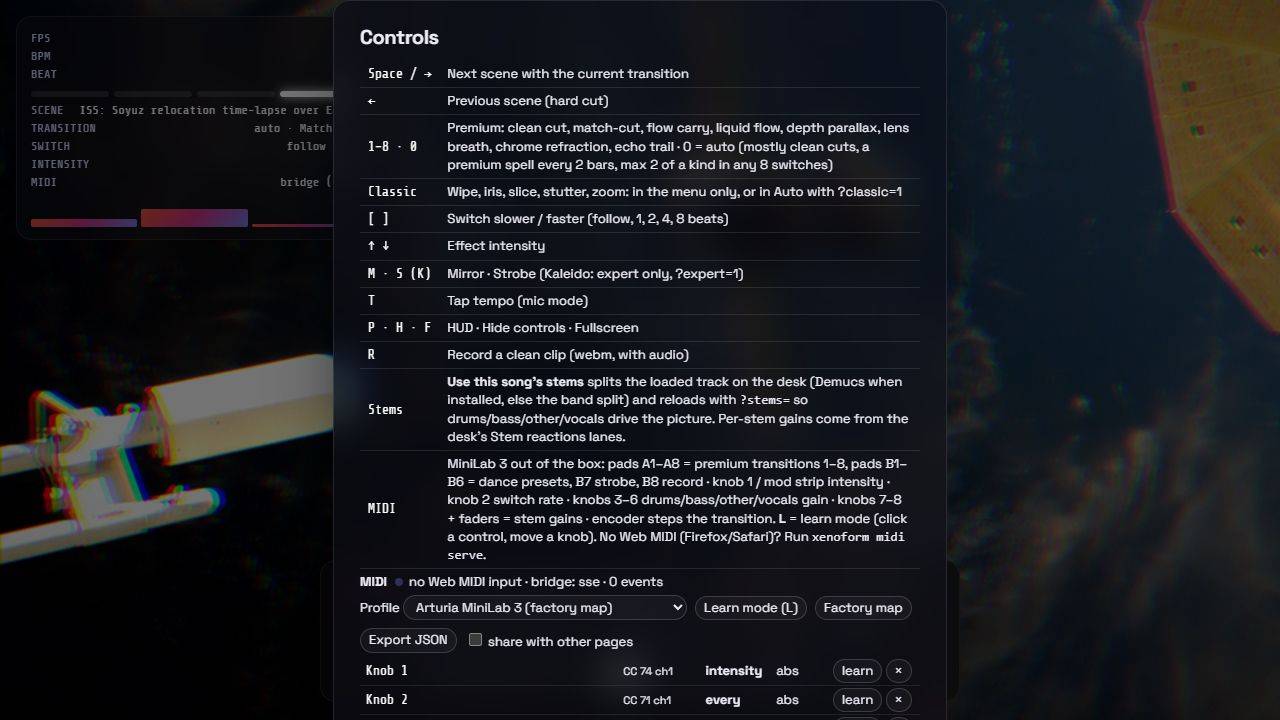 FPS
BPM
BEAT
SCENE ISS: Soyuz relocation time-lapse over E
TRANSITION auto · Match
SWITCH follow
INTENSITY
MIDI bridge (
Controls
Space / → Next scene with the current transition
← Previous scene (hard cut)
1–8 · 0 Premium: clean cut, match-cut, flow carry, liquid flow, depth parallax, lens
breath, chrome refraction, echo trail · 0 = auto (mostly clean cuts, a
premium spell every 2 bars, max 2 of a kind in any 8 switches)
Classic Wipe, iris, slice, stutter, zoom: in the menu only, or in Auto with ?classic=1
[ ] Switch slower / faster (follow, 1, 2, 4, 8 beats)
↑ ↓ Effect intensity
M · S (K) Mirror · Strobe (Kaleido: expert only, ?expert=1)
T Tap tempo (mic mode)
P · H · F HUD · Hide controls · Fullscreen
R Record a clean clip (webm, with audio)
Stems Use this song's stems splits the loaded track on the desk (Demucs when
installed, else the band split) and reloads with ?stems= so
drums/bass/other/vocals drive the picture. Per-stem gains come from the
desk's Stem reactions lanes.
MIDI MiniLab 3 out of the box: pads A1–A8 = premium transitions 1–8, pads B1–
B6 = dance presets, B7 strobe, B8 record · knob 1 / mod strip intensity ·
knob 2 switch rate · knobs 3–6 drums/bass/other/vocals gain · knobs 7–8
+ faders = stem gains · encoder steps the transition. L = learn mode (click
a control, move a knob). No Web MIDI (Firefox/Safari)? Run xenoform midi
serve.
MIDI no Web MIDI input · bridge: sse · 0 events
Profile Arturia MiniLab 3 (factory map) Learn mode (L) Factory map
Export JSON share with other pages
Knob 1 CC 74 ch1 intensity abs learn ×
Knob 2 CC 71 ch1 every abs learn ×